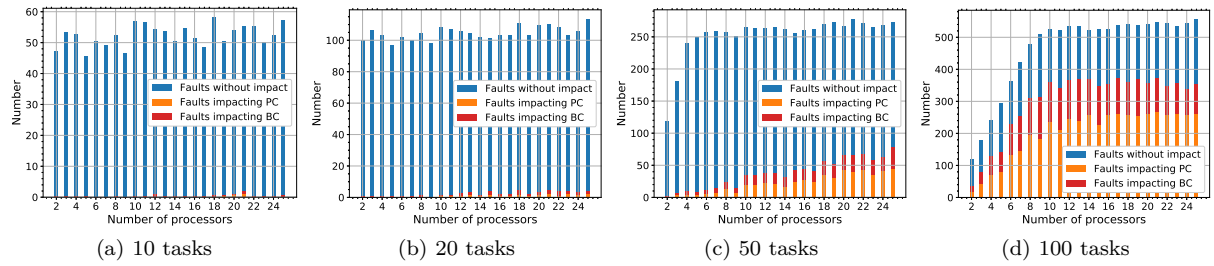 Number
60
50
40
30
20
10
0
Faults without impact
Faults impacting PC
Faults impacting BC
2 4 6 8 10 12 14 16 18 20 22 24
Number of processors
(a) 10 tasks
Number
100
80
60
40
20
0
Faults without impact
Faults impacting PC
Faults impacting BC
2 4 6 8 10 12 14 16 18 20 22 24
Number of processors
(b) 20 tasks
Number
250
200
150
100
50
0
Faults without impact
Faults impacting PC
Faults impacting BC
2 4 6 8 10 12 14 16 18 20 22 24
Number of processors
(c) 50 tasks
Number
500
400
300
200
100
0
Faults without impact
Faults impacting PC
Faults impacting BC
2 4 6 8 10 12 14 16 18 20 22 24
Number of processors
(d) 100 tasks